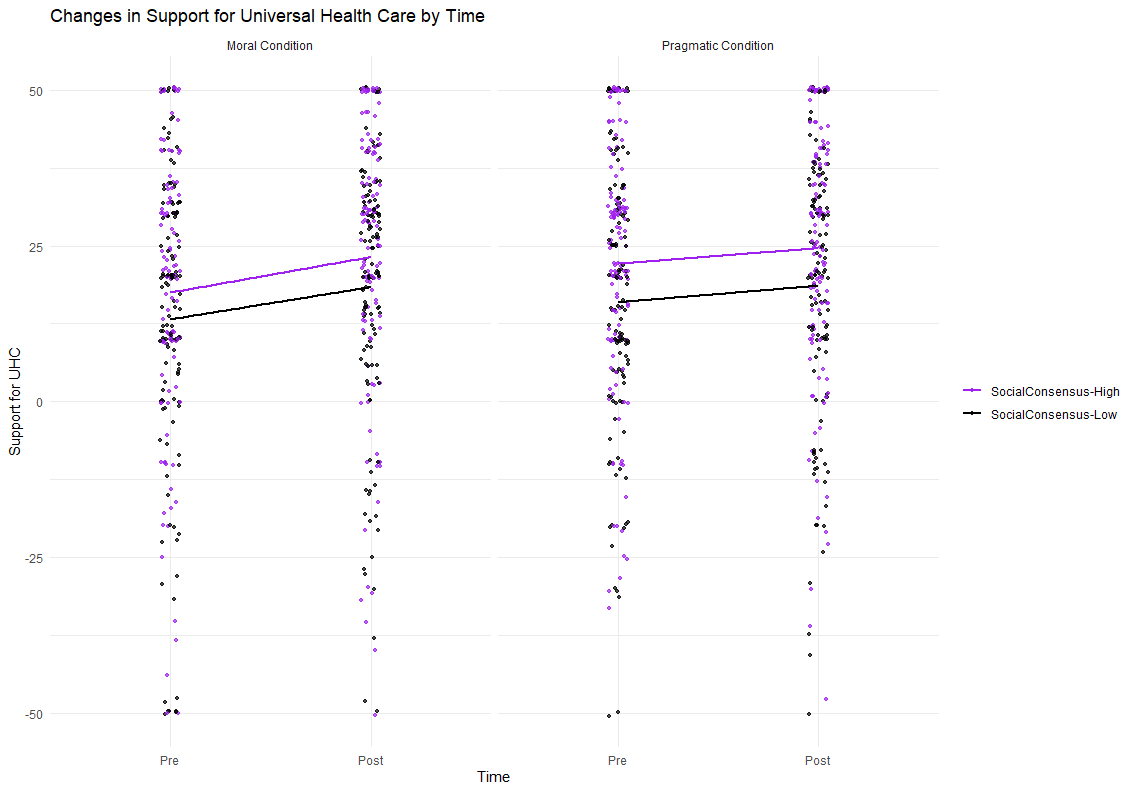 Changes in Support for Universal Health Care by Time
Moral Condition
Pragmatic Condition
Support for UHC
50
25
0
-25
-50
Pre
Post
Pre
Post
Time
SocialConsensus-High
SocialConsensus-Low